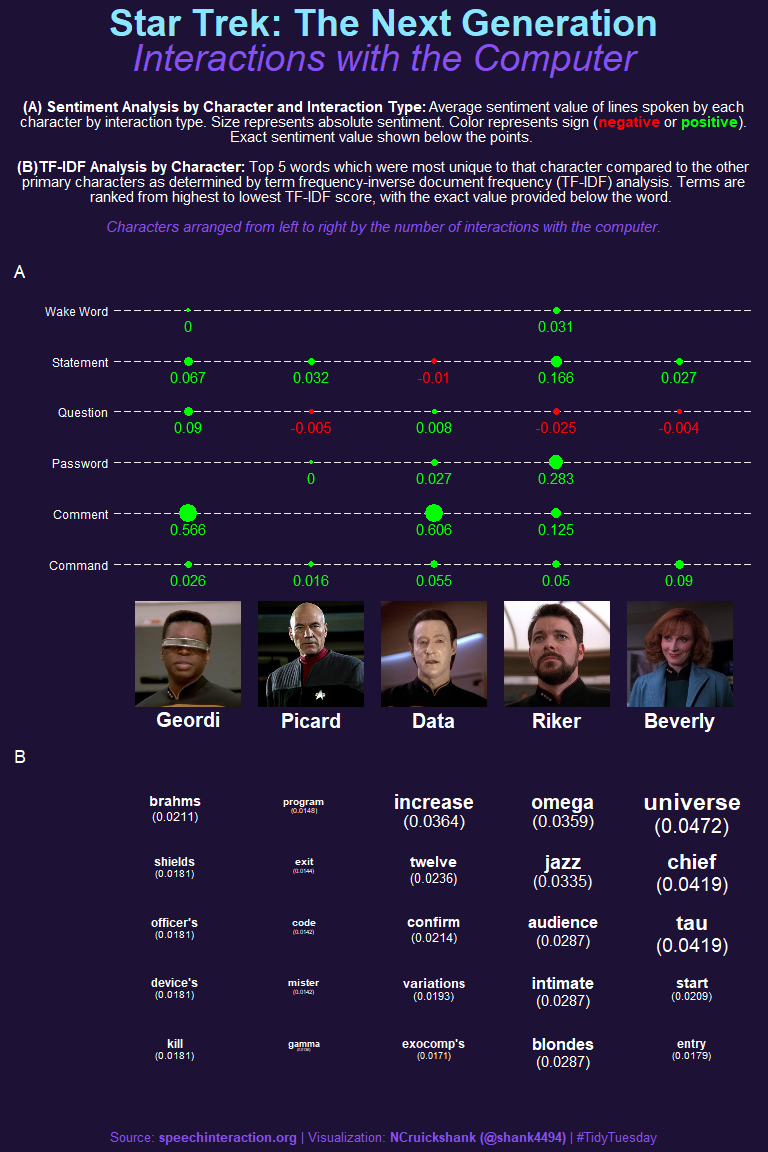 Star Trek: The Next Generation
Interactions with the Computer
(A) Sentiment Analysis by Character and Interaction Type: Average sentiment value of lines spoken by each
character by interaction type. Size represents absolute sentiment. Color represents sign (negative or positive).
Exact sentiment value shown below the points.
(B)TF-IDF Analysis by Character: Top 5 words which were most unique to that character compared to the other
primary characters as determined by term frequency-inverse document frequency (TF-IDF) analysis. Terms are
ranked from highest to lowest TF-IDF score, with the exact value provided below the word.
Characters arranged from left to right by the number of interactions with the computer.
A
Wake Word
0 0.031
Statement
0.067 0.032 -0.01 0.166 0.027
Question
0.09 -0.005 0.008 -0.025 -0.004
Password
0 0.027 0.283
Comment
0.566 0.606 0.125
Command
0.026 0.016 0.055 0.05 0.09
Geordi Picard Data Riker Beverly
B
brahms program increase omega universe
(0.0211) (0.0148) (0.0364) (0.0359) (0.0472)
shields exit twelve jazz chief
(0.0181) (0.0144) (0.0236) (0.0335) (0.0419)
officer's code confirm audience tau
(0.0181) (0.0142) (0.0214) (0.0287) (0.0419)
device's mister variations intimate start
(0.0181) (0.0142) (0.0193) (0.0287) (0.0209)
kill gamma exocomp's blondes entry
(0.0181) (0.0171) (0.0287) (0.0179)
Source: speechinteraction.org | Visualization: NCruickshank (@shank4494) | #TidyTuesday